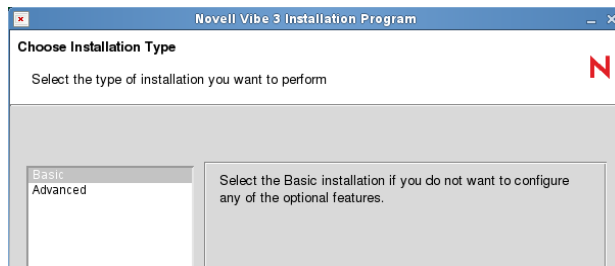 Novell Vibe 3 Installation Program
Choose Installation Type
Select the type of installation you want to perform
N
Basic
Advanced
Select the Basic installation if you do not want to configure
any of the optional features.